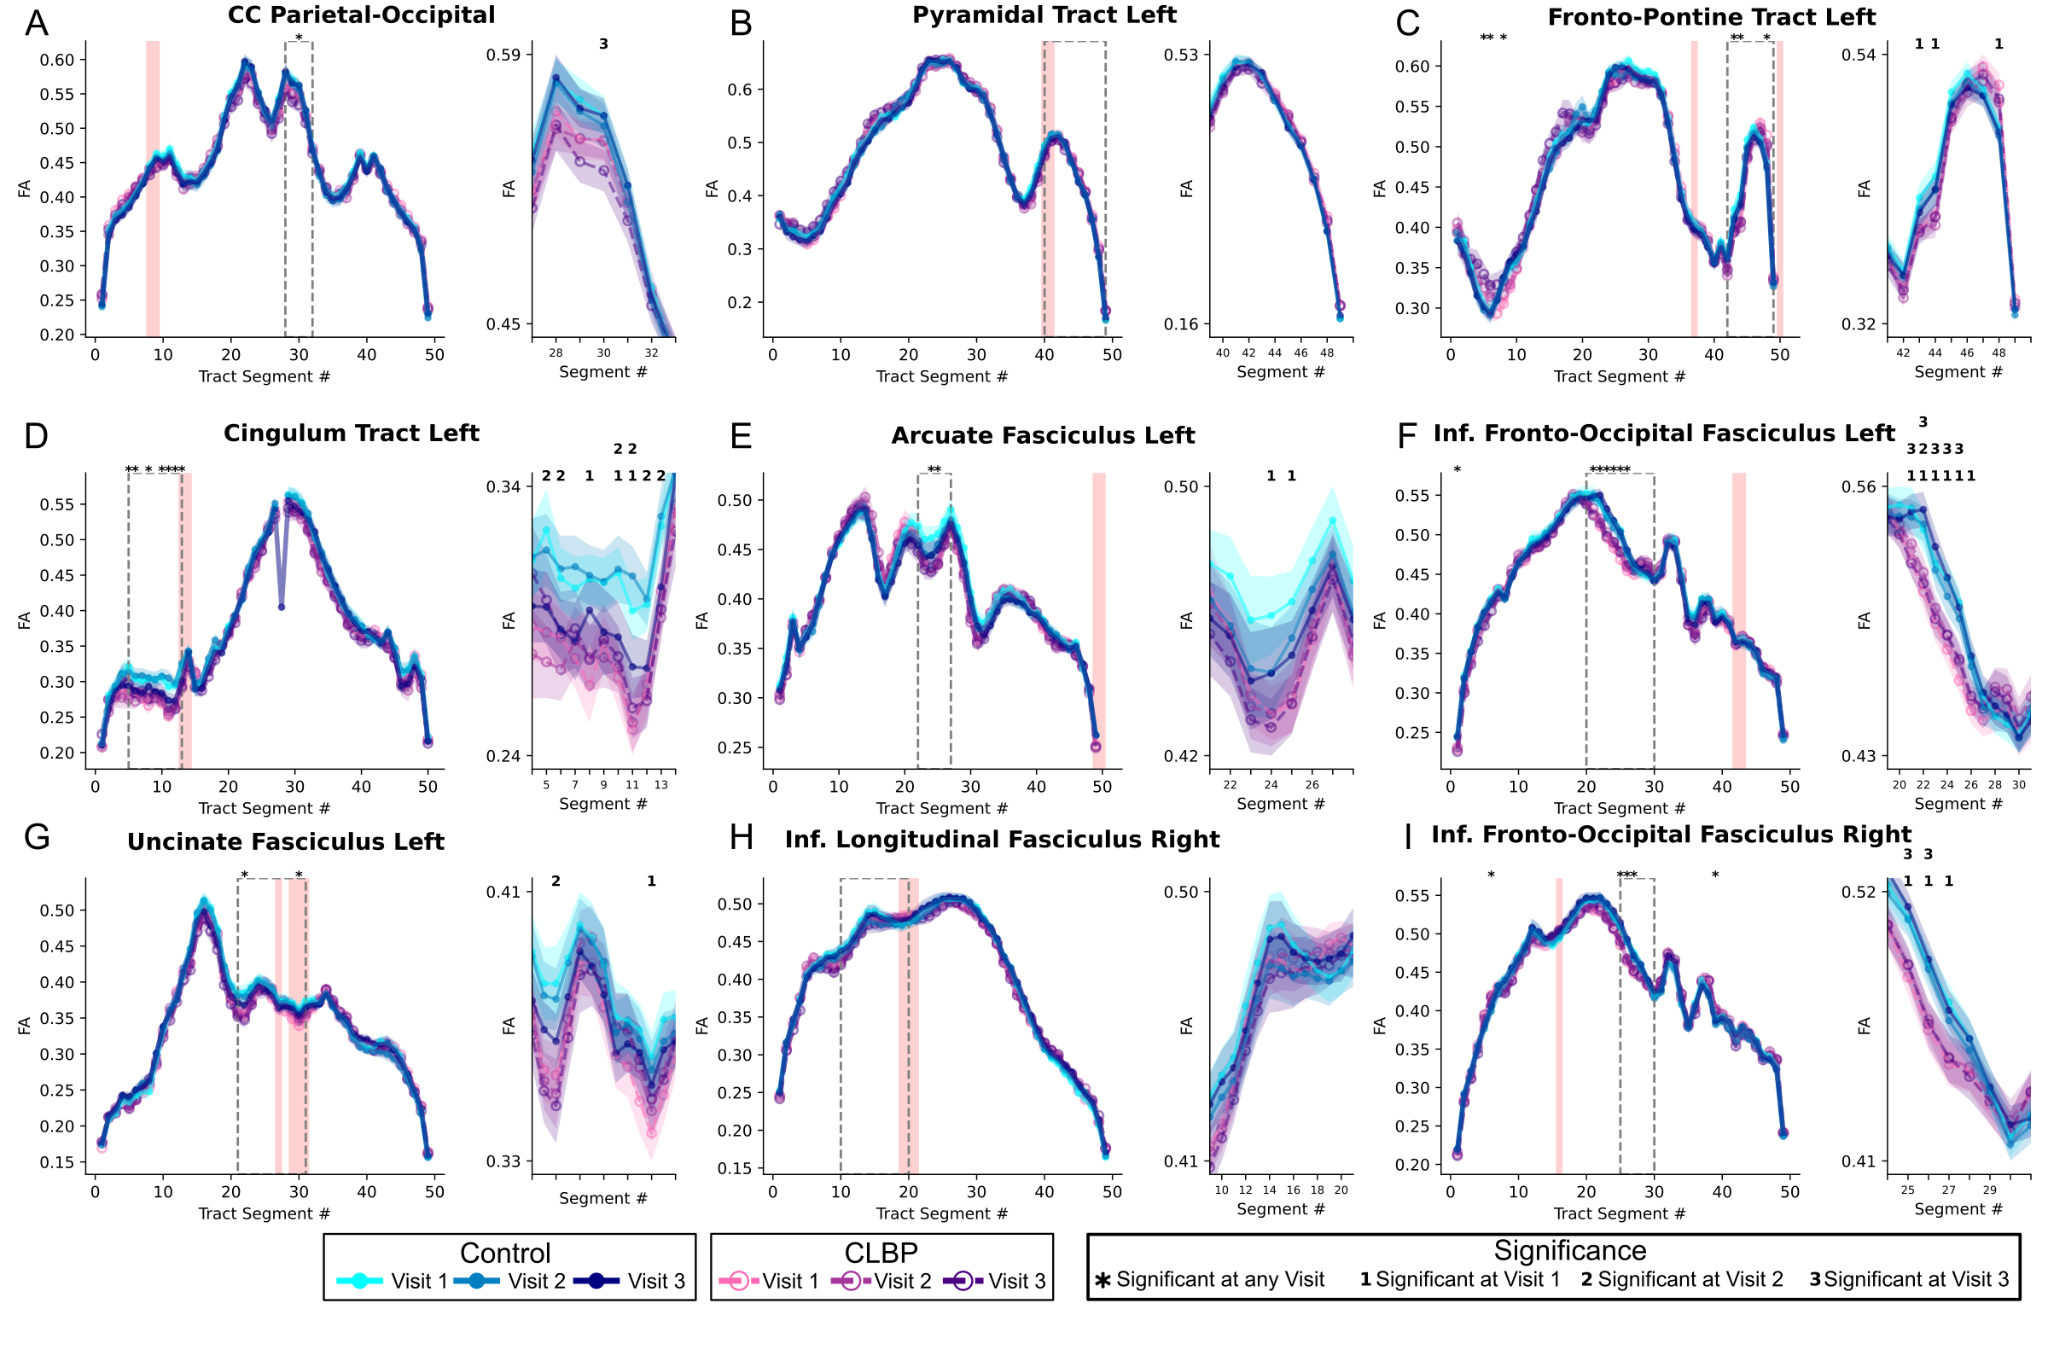 A CC Parietal-Occipital
*
FA
0.60
0.55
0.50
0.45
0.40
0.35
0.30
0.25
0.20
0 10 20 30 40 50
Tract Segment #
3
0.59
FA
0.45
28 30 32
Segment #
B Pyramidal Tract Left
FA
0.6
0.5
0.4
0.3
0.2
0 10 20 30 40 50
Tract Segment #
0.53
FA
0.16
40 42 44 46 48
Segment #
C Fronto-Pontine Tract Left
** * ** *
FA
0.60
0.55
0.50
0.45
0.40
0.35
0.30
0 10 20 30 40 50
Tract Segment #
1 1 1
0.54
FA
0.32
42 44 46 48
Segment #
D Cingulum Tract Left
** * ****
FA
0.55
0.50
0.45
0.40
0.35
0.30
0.25
0.20
0 10 20 30 40 50
Tract Segment #
2 2
2 2 1 1 1 2 2
0.34
FA
0.24
5 7 9 11 13
Segment #
E Arcuate Fasciculus Left
**
FA
0.50
0.45
0.40
0.35
0.30
0.25
0 10 20 30 40 50
Tract Segment #
1 1
0.50
FA
0.42
22 24 26
Segment #
F Inf. Fronto-Occipital Fasciculus Left
* ******
FA
0.55
0.50
0.45
0.40
0.35
0.30
0.25
0 10 20 30 40 50
Tract Segment #
3
3 2 3 3 3
1 1 1 1 1 1
0.56
FA
0.43
20 22 24 26 28 30
Segment #
G Uncinate Fasciculus Left
* *
FA
0.50
0.45
0.40
0.35
0.30
0.25
0.20
0.15
0 10 20 30 40 50
Tract Segment #
2 1
0.41
FA
0.33
Segment #
H Inf. Longitudinal Fasciculus Right
FA
0.50
0.45
0.40
0.35
0.30
0.25
0.20
0.15
0 10 20 30 40 50
Tract Segment #
0.50
FA
0.41
10 12 14 16 18 20
Segment #
I Inf. Fronto-Occipital Fasciculus Right
* *** *
FA
0.55
0.50
0.45
0.40
0.35
0.30
0.25
0.20
0 10 20 30 40 50
Tract Segment #
3 3
1 1 1
0.52
FA
0.41
25 27 29
Segment #
Control
Visit 1 Visit 2 Visit 3
CLBP
Visit 1 Visit 2 Visit 3
Significance
* Significant at any Visit 1 Significant at Visit 1 2 Significant at Visit 2 3 Significant at Visit 3